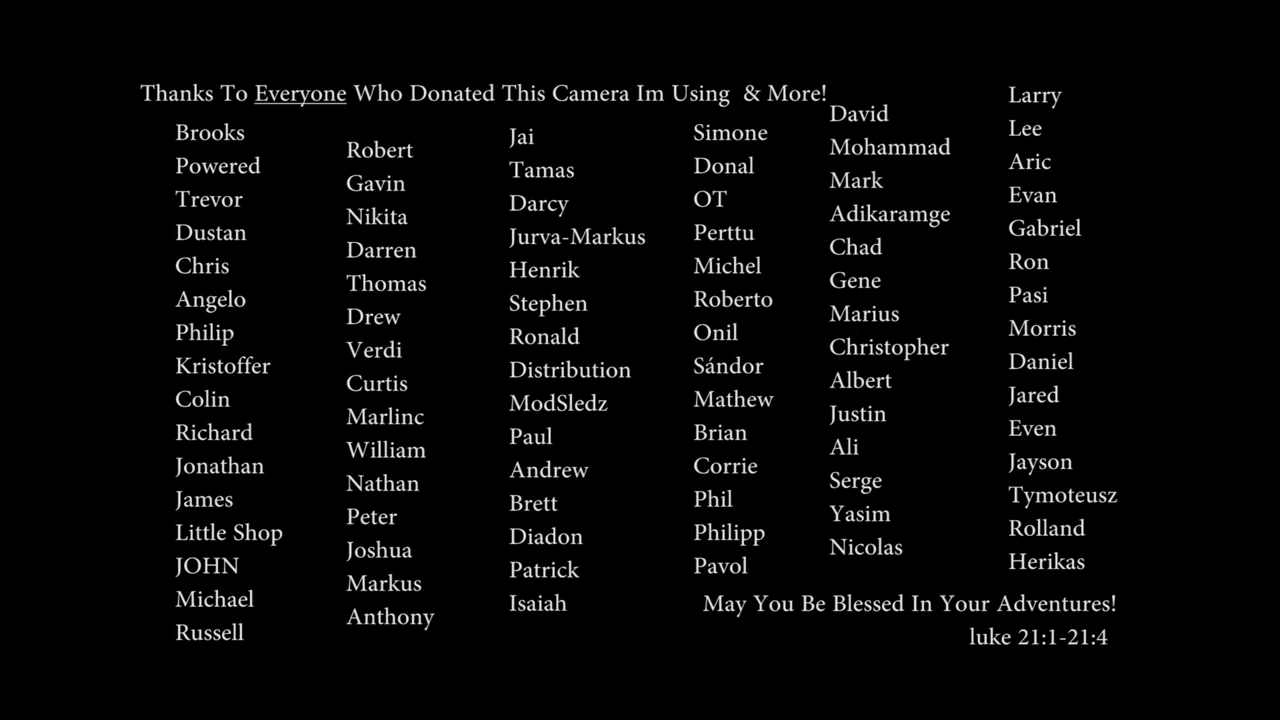 Thanks To Everyone Who Donated This Camera Im Using & More!
Brooks
Powered
Trevor
Dustan
Chris
Angelo
Philip
Kristoffer
Colin
Richard
Jonathan
James
Little Shop
JOHN
Michael
Russell
Robert
Gavin
Nikita
Darren
Thomas
Drew
Verdi
Curtis
Marlinc
William
Nathan
Peter
Joshua
Markus
Anthony
Jai
Tamas
Darcy
Jurva-Markus
Henrik
Stephen
Ronald
Distribution
ModSledz
Paul
Andrew
Brett
Diadon
Patrick
Isaiah
Simone
Donal
OT
Perttu
Michel
Roberto
Onil
Sándor
Mathew
Brian
Corrie
Phil
Philipp
Pavol
David
Mohammad
Mark
Adikaramge
Chad
Gene
Marius
Christopher
Albert
Justin
Ali
Serge
Yasim
Nicolas
Larry
Lee
Aric
Evan
Gabriel
Ron
Pasi
Morris
Daniel
Jared
Even
Jayson
Tymoteusz
Rolland
Herikas
May You Be Blessed In Your Adventures!
luke 21:1-21:4